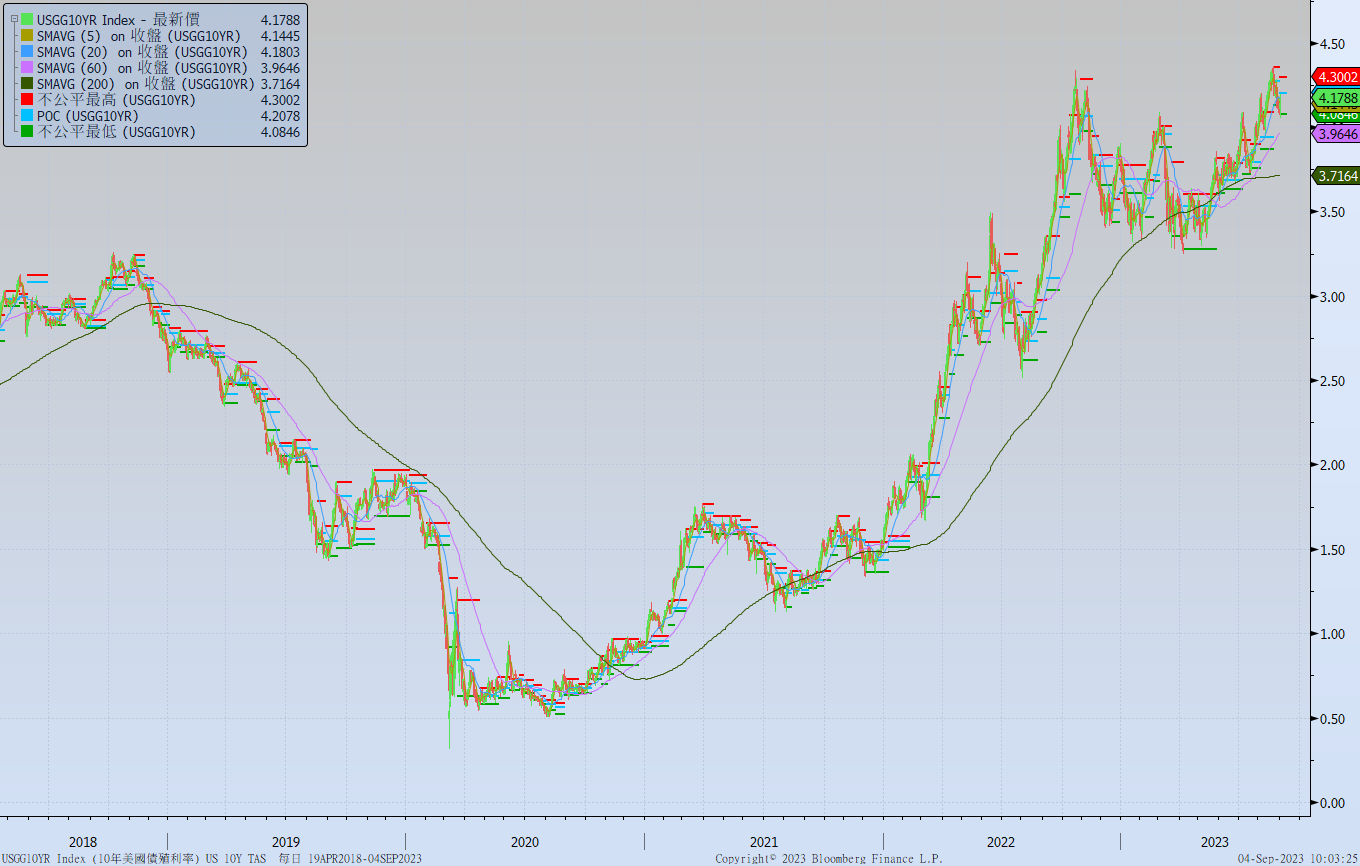 USGG10YR Index - 最新價 4.1788
SMAVG (5) on 收盤 (USGG10YR) 4.1445
SMAVG (20) on 收盤 (USGG10YR) 4.1803
SMAVG (60) on 收盤 (USGG10YR) 3.9646
SMAVG (200) on 收盤 (USGG10YR) 3.7164
不公平最高 (USGG10YR) 4.3002
POC (USGG10YR) 4.2078
不公平最低 (USGG10YR) 4.0846
4.50
4.3002
4.1788
4.0846
3.9646
3.7164
3.50
3.00
2.50
2.00
1.50
1.00
0.50
0.00
2018 2019 2020 2021 2022 2023
USGG10YR Index (10年美國債殖利率) US 10Y TAS 每日 19APR2018-04SEP2023 Copyright© 2023 Bloomberg Finance L.P. 04-Sep-2023 10:03:25